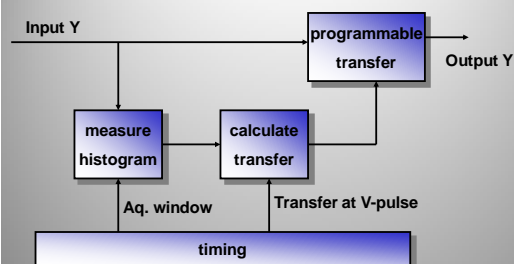 Input Y
programmable
transfer
Output Y
measure
histogram
calculate
transfer
Aq. window
Transfer at V-pulse
timing